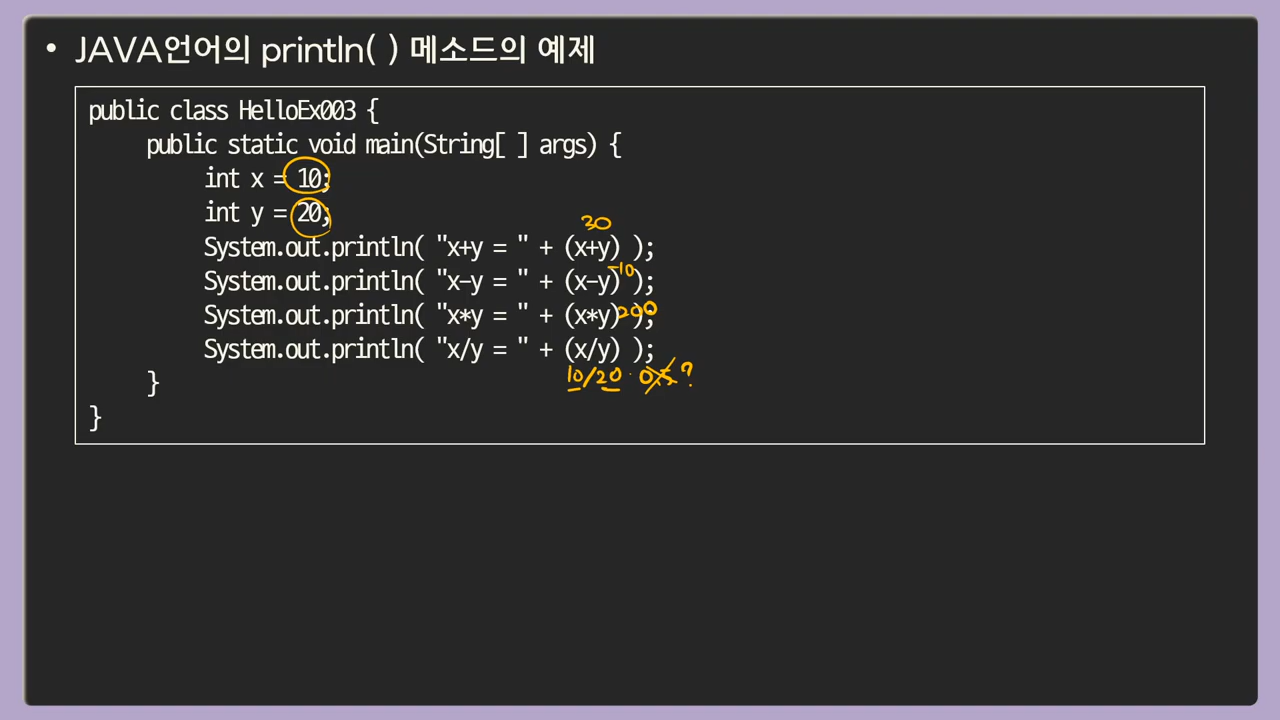 • JAVA언어의 println( ) 메소드의 예제
public class HelloEx003 {
public static void main(String[ ] args) {
int x = 10;
int y = 20;
30
System.out.println( "x+y = " + (x+y) );
-10
System.out.println( "x-y = " + (x-y) );
200
System.out.println( "x*y = " + (x*y) );
System.out.println( "x/y = " + (x/y) );
10/20 0.5 ?
}
}